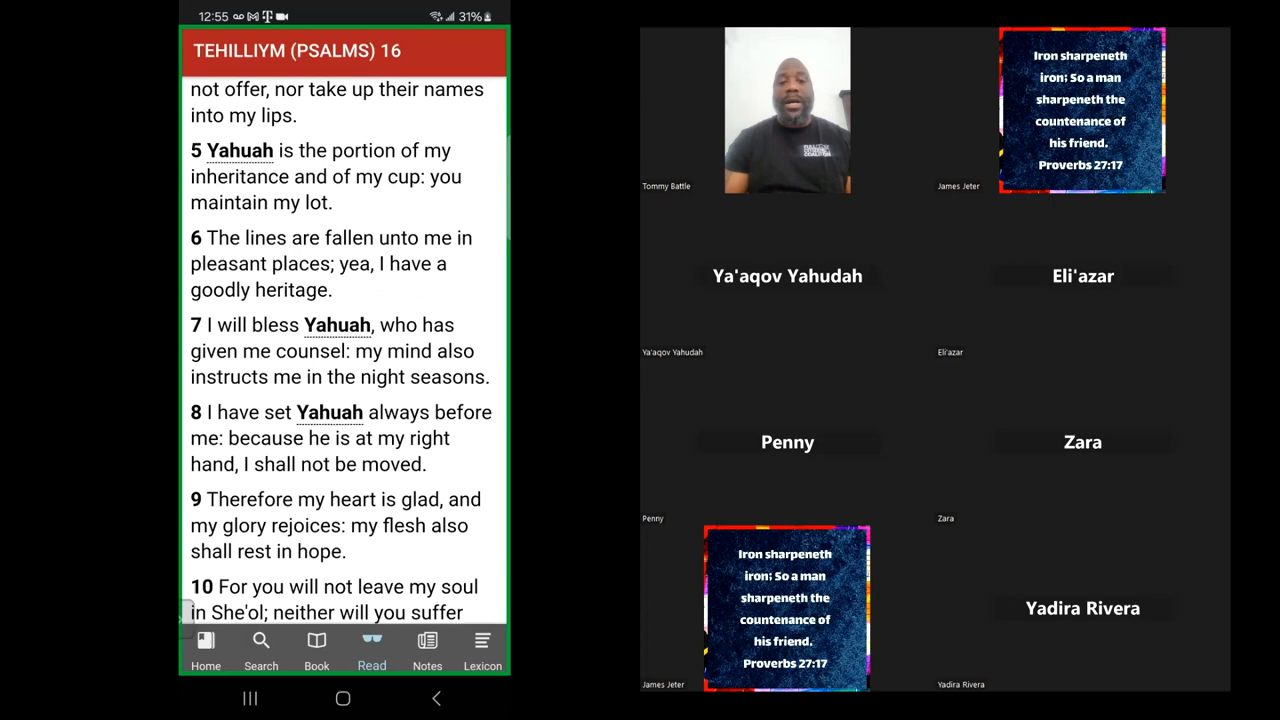 12:55
31%
TEHILLIYM (PSALMS) 16
not offer, nor take up their names
into my lips.
5 Yahuah is the portion of my
inheritance and of my cup: you
maintain my lot.
6 The lines are fallen unto me in
pleasant places; yea, I have a
goodly heritage.
7 I will bless Yahuah, who has
given me counsel: my mind also
instructs me in the night seasons.
8 I have set Yahuah always before
me: because he is at my right
hand, I shall not be moved.
9 Therefore my heart is glad, and
my glory rejoices: my flesh also
shall rest in hope.
10 For you will not leave my soul
in She'ol; neither will you suffer
Home Search Book Read Notes Lexicon
Tommy Battle
Iron sharpeneth
iron; So a man
sharpeneth the
countenance of
his friend.
Proverbs 27:17
James Jeter
Ya'aqov Yahudah
Ya'aqov Yahudah
Eli'azar
Eli'azar
Penny
Penny
Zara
Zara
Iron sharpeneth
iron; So a man
sharpeneth the
countenance of
his friend.
Proverbs 27:17
James Jeter
Yadira Rivera
Yadira Rivera